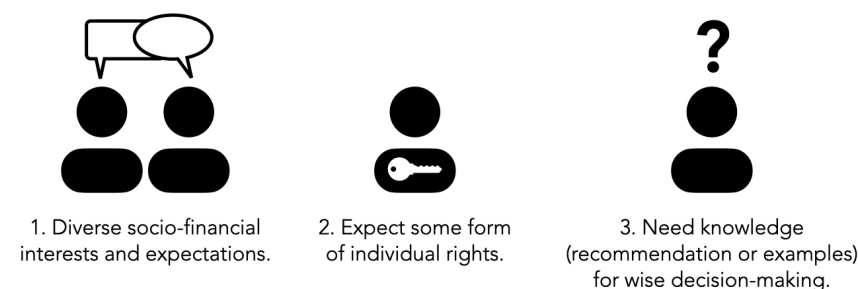 ?
1. Diverse socio-financial
interests and expectations.
2. Expect some form
of individual rights.
3. Need knowledge
(recommendation or examples)
for wise decision-making.